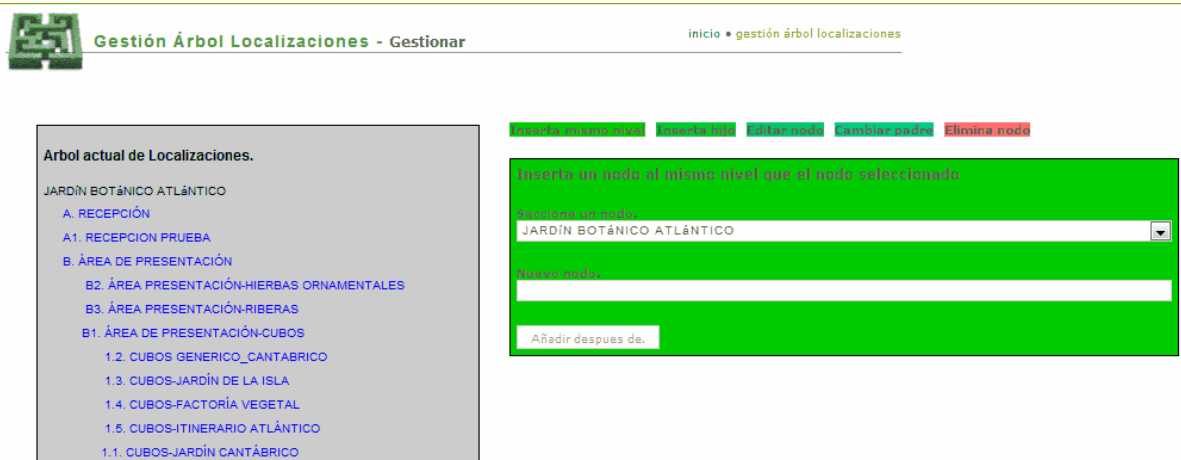 Gestión Árbol Localizaciones - Gestionar
inicio • gestión árbol localizaciones
Arbol actual de Localizaciones.
JARDíN BOTáNICO ATLáNTICO
A. RECEPCIÓN
A1. RECEPCION PRUEBA
B. ÁREA DE PRESENTACIÓN
B2. ÁREA PRESENTACIÓN-HIERBAS ORNAMENTALES
B3. ÁREA PRESENTACIÓN-RIBERAS
B1. ÁREA DE PRESENTACIÓN-CUBOS
1.2. CUBOS GENERICO_CANTABRICO
1.3. CUBOS-JARDÍN DE LA ISLA
1.4. CUBOS-FACTORÍA VEGETAL
1.5. CUBOS-ITINERARIO ATLÁNTICO
1.1. CUBOS-JARDÍN CANTÁBRICO
Inserta mismo nivel Inserta hijo Editar nodo Cambiar padre Elimina nodo
Inserta un nodo al mismo nivel que el nodo seleccionado
Seccione un nodo.
JARDíN BOTáNICO ATLáNTICO
Nuevo nodo.
Añadir despues de.